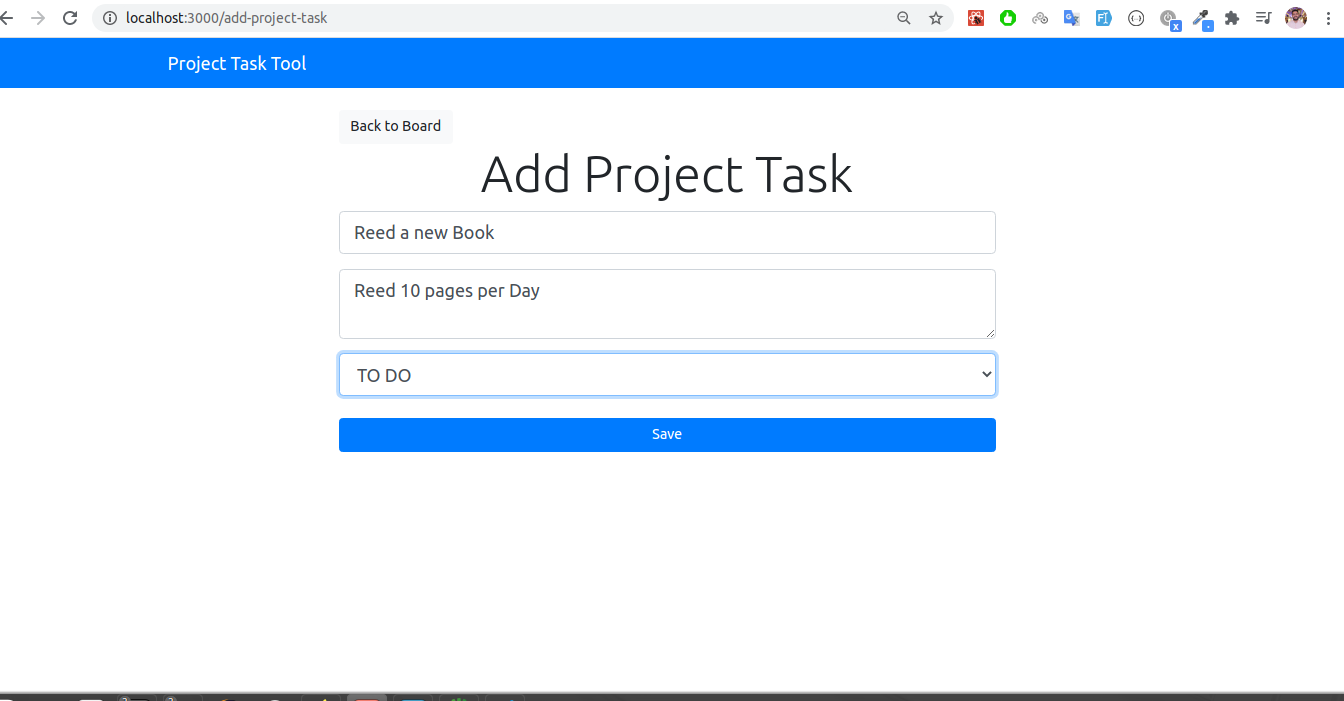 localhost:3000/add-project-task
Project Task Tool
Back to Board
Add Project Task
Reed a new Book
Reed 10 pages per Day
TO DO
Save